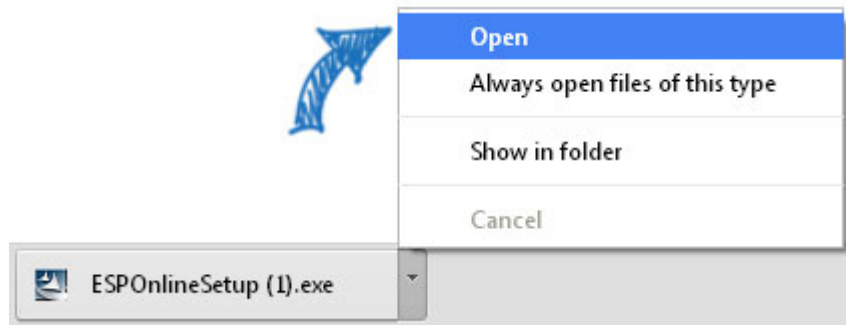 Open
Always open files of this type
Show in folder
Cancel
ESPOnlineSetup (1).exe